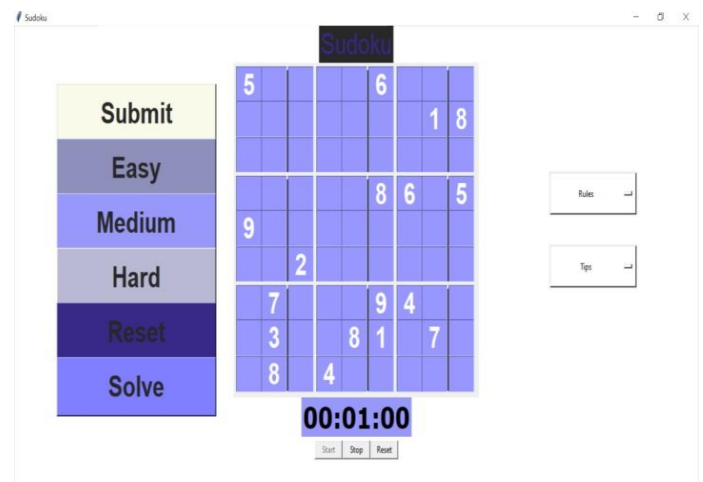 Sudoku
Sudoku
Submit
Easy
Medium
Hard
Reset
Solve
5 6
1 8
8 6 5
9
2
7 9 4
3 8 1 7
8 4
Rules
Tips
00:01:00
Start Stop Reset